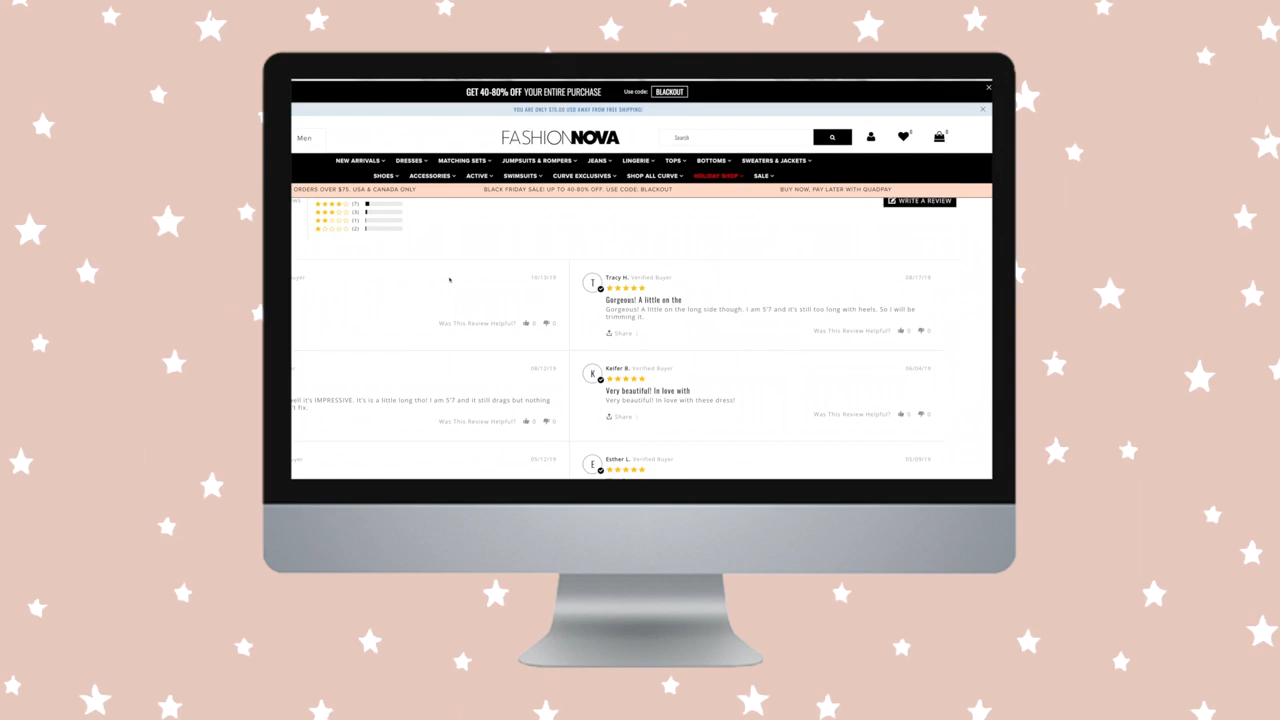 GET 40-80% OFF YOUR ENTIRE PURCHASE Use code: BLACKOUT
YOU ARE ONLY $75.00 USD AWAY FROM FREE SHIPPING!
Men FASHIONNOVA Search 0 0
NEW ARRIVALS DRESSES MATCHING SETS JUMPSUITS & ROMPERS JEANS LINGERIE TOPS BOTTOMS SWEATERS & JACKETS
SHOES ACCESSORIES ACTIVE SWIMSUITS CURVE EXCLUSIVES SHOP ALL CURVE HOLIDAY SHOP SALE
ORDERS OVER $75. USA & CANADA ONLY BLACK FRIDAY SALE! UP TO 40-80% OFF. USE CODE: BLACKOUT BUY NOW, PAY LATER WITH QUADPAY
WRITE A REVIEW
(7)
(3)
(1)
(2)
10/13/19
Was This Review Helpful? 0 0
T Tracy H. Verified Buyer 08/17/19
Gorgeous! A little on the
Gorgeous! A little on the long side though. I am 5'7 and it's still too long with heels. So I will be
trimming it.
Share Was This Review Helpful? 0 0
08/12/19
ell it's IMPRESSIVE. It's is a little long tho! I am 5'7 and it still drags but nothing
't fix.
Was This Review Helpful? 0 0
K Keifer B. Verified Buyer 06/04/19
Very beautiful! In love with
Very beautiful! In love with these dress!
Share Was This Review Helpful? 0 0
05/12/19
E Esther L. Verified Buyer 05/09/19